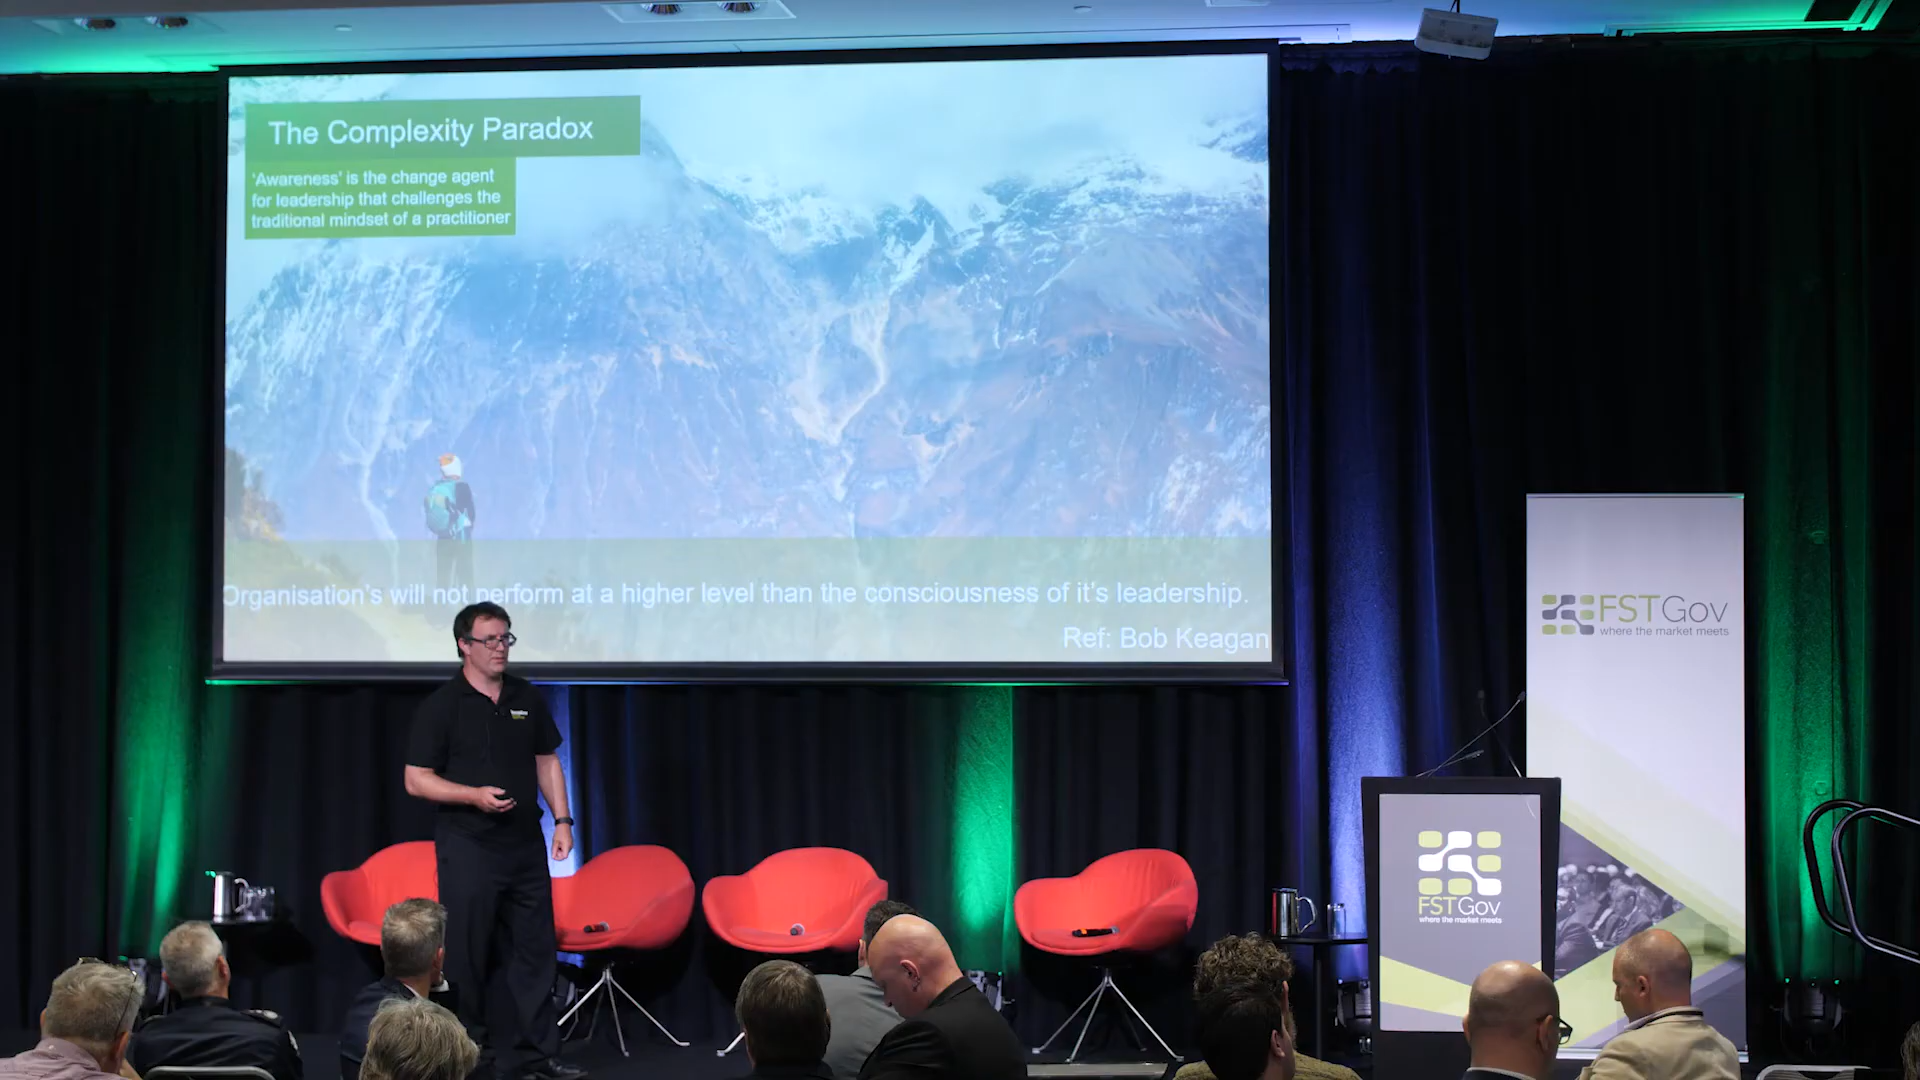 The Complexity Paradox
'Awareness' is the change agent
for leadership that challenges the
traditional mindset of a practitioner
Organisation's will not perform at a higher level than the consciousness of it's leadership.
Ref: Bob Keagan
FSTGov
where the market meets
FSTGov
where the market meets